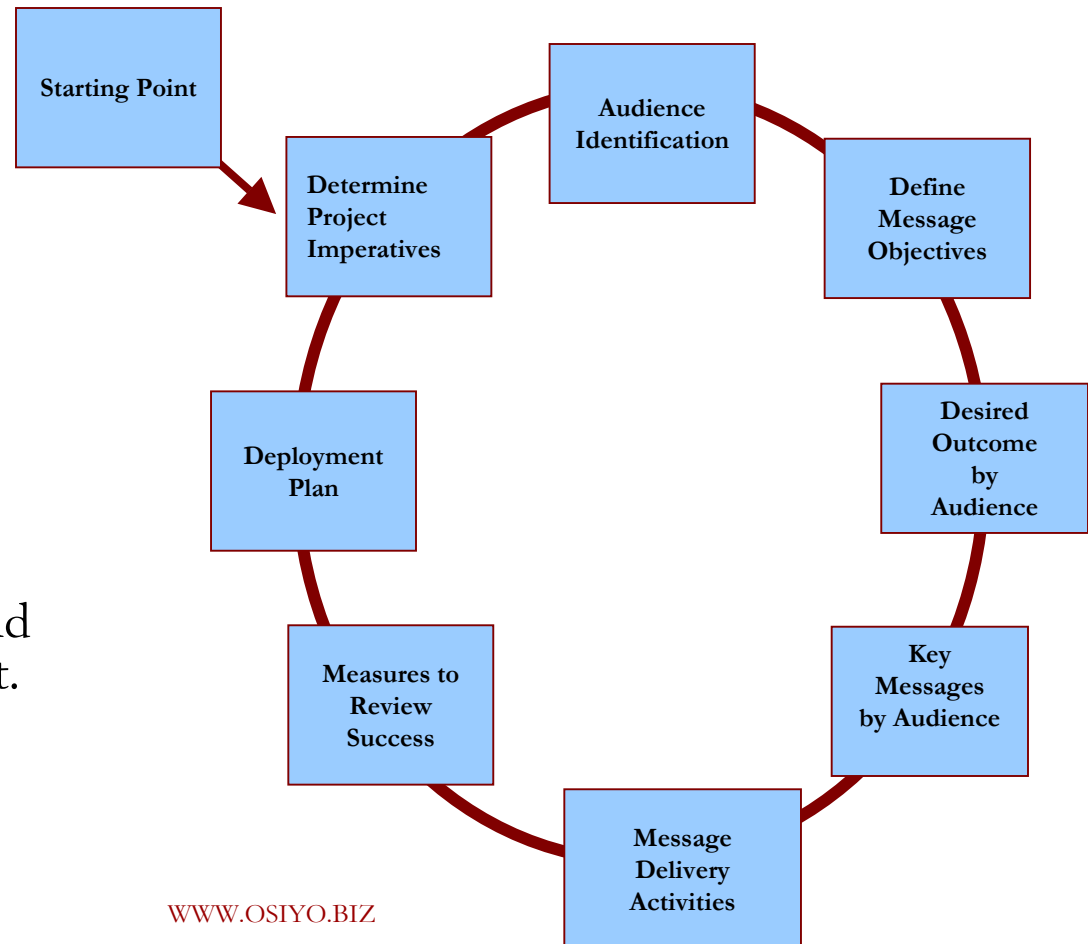 Starting Point
Audience
Identification
Determine
Project
Imperatives
Define
Message
Objectives
Desired
Outcome
by
Audience
Key
Messages
by Audience
Message
Delivery
Activities
Measures to
Review
Success
Deployment
Plan
t.
WWW.OSIYO.BIZ